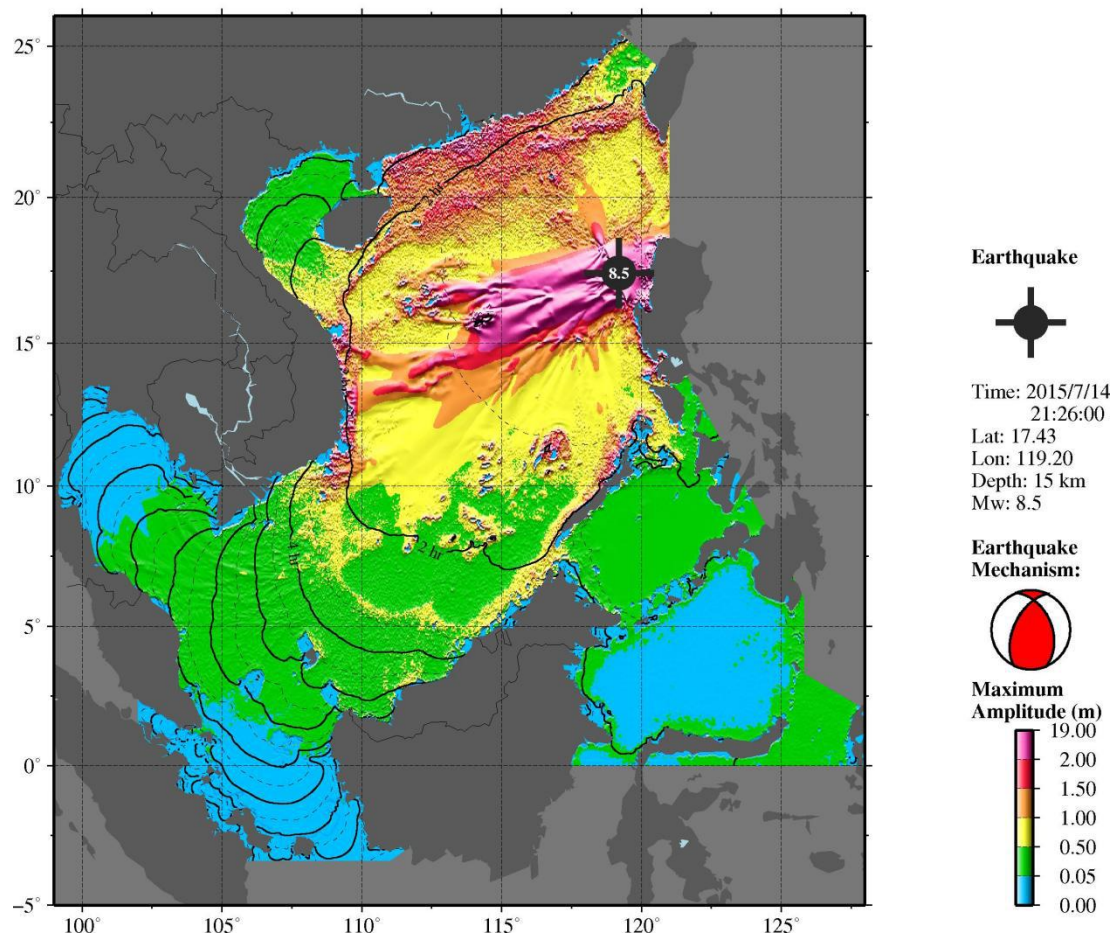 25°
20°
15°
10°
5°
0°
−5°
100°
105°
110°
115°
120°
125°
8.5
2 hr
Earthquake
Time: 2015/7/14
21:26:00
Lat: 17.43
Lon: 119.20
Depth: 15 km
Mw: 8.5
Earthquake
Mechanism:
Maximum
Amplitude (m)
19.00
2.00
1.50
1.00
0.50
0.05
0.00